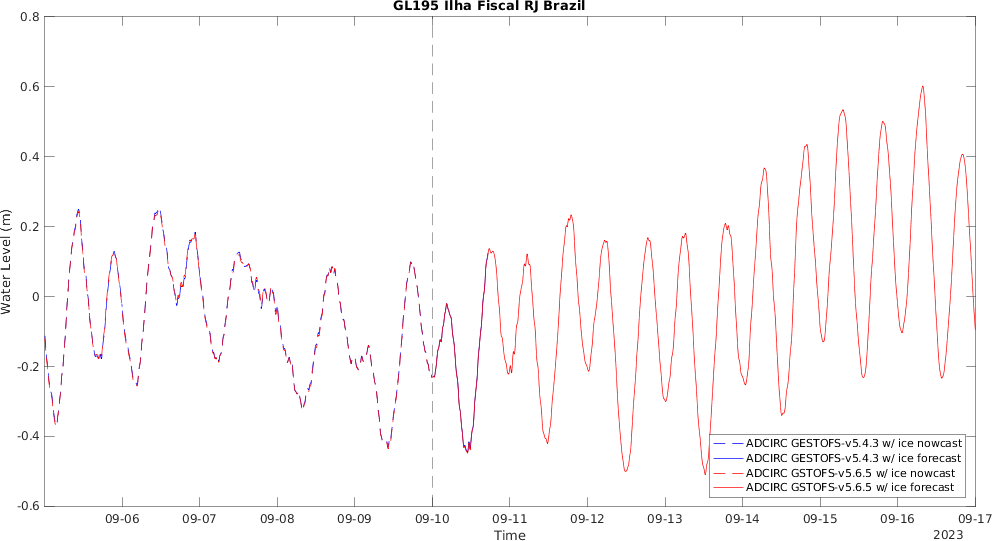 GL195 Ilha Fiscal RJ Brazil
Water Level (m)
0.8
0.6
0.4
0.2
0
-0.2
-0.4
-0.6
ADCIRC GESTOFS-v5.4.3 w/ ice nowcast
ADCIRC GESTOFS-v5.4.3 w/ ice forecast
ADCIRC GSTOFS-v5.6.5 w/ ice nowcast
ADCIRC GSTOFS-v5.6.5 w/ ice forecast
09-06 09-07 09-08 09-09 09-10 09-11 09-12 09-13 09-14 09-15 09-16 09-17
Time
2023